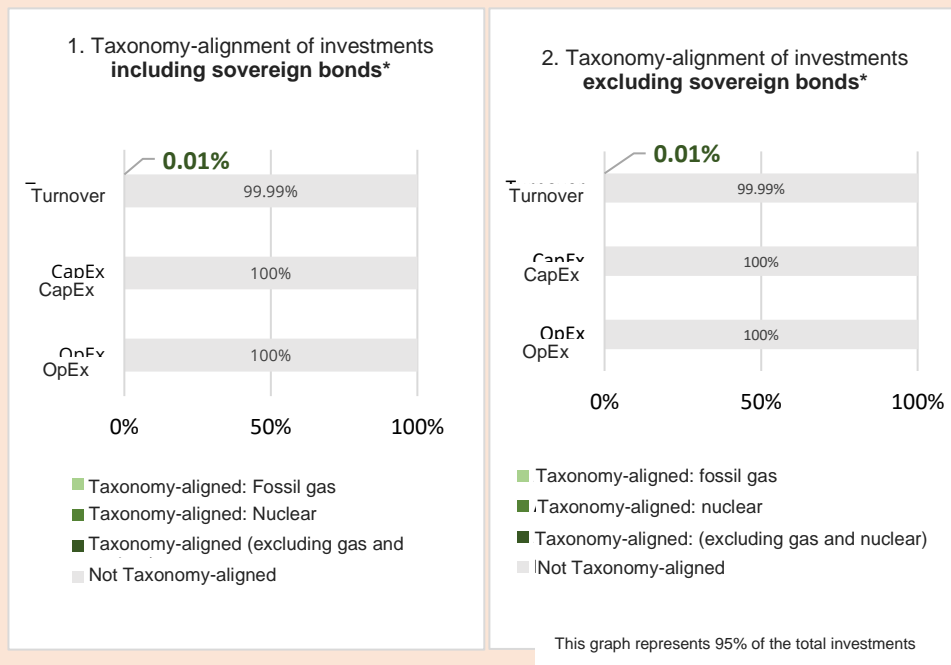 1. Taxonomy-alignment of investments
including sovereign bonds*
0.01%
Turnover
99.99%
CapEx
CapEx
100%
OpEx
OpEx
100%
0%
50%
100%
Taxonomy-aligned: Fossil gas
Taxonomy-aligned: Nuclear
Taxonomy-aligned (excluding gas and
Not Taxonomy-aligned
2. Taxonomy-alignment of investments
excluding sovereign bonds*
0.01%
Turnover
99.99%
CapEx
CapEx
100%
OpEx
OpEx
100%
0%
50%
100%
Taxonomy-aligned: fossil gas
Taxonomy-aligned: nuclear
Taxonomy-aligned: (excluding gas and nuclear)
Not Taxonomy-aligned
This graph represents 95% of the total investments